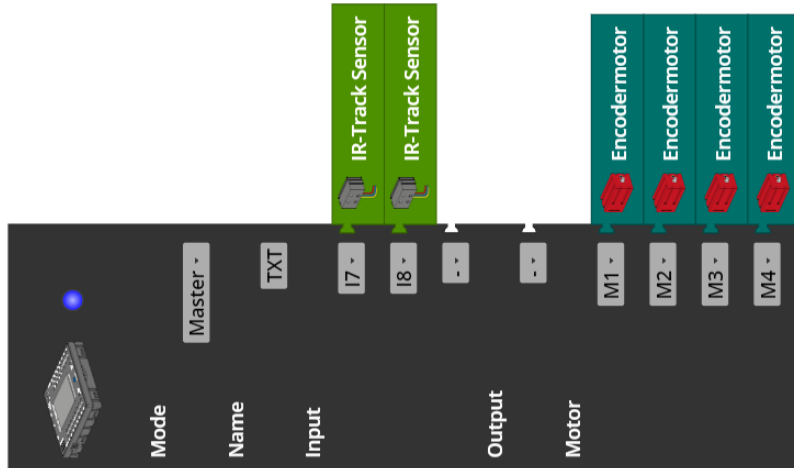 Mode Master
Name TXT
Input I7 IR-Track Sensor
I8 IR-Track Sensor
-
Output -
Motor M1 Encodermotor
M2 Encodermotor
M3 Encodermotor
M4 Encodermotor